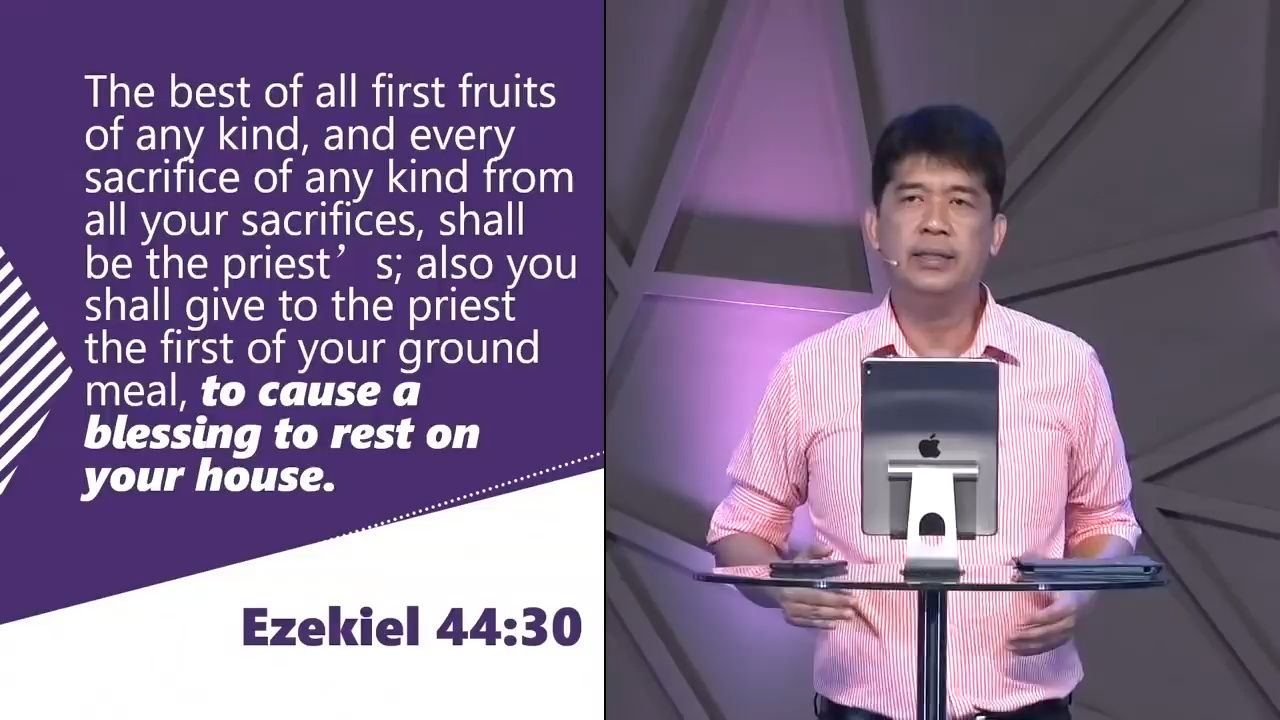 The best of all first fruits
of any kind, and every
sacrifice of any kind from
all your sacrifices, shall
be the priest’ s; also you
shall give to the priest
the first of your ground
meal, to cause a
blessing to rest on
your house.
Ezekiel 44:30